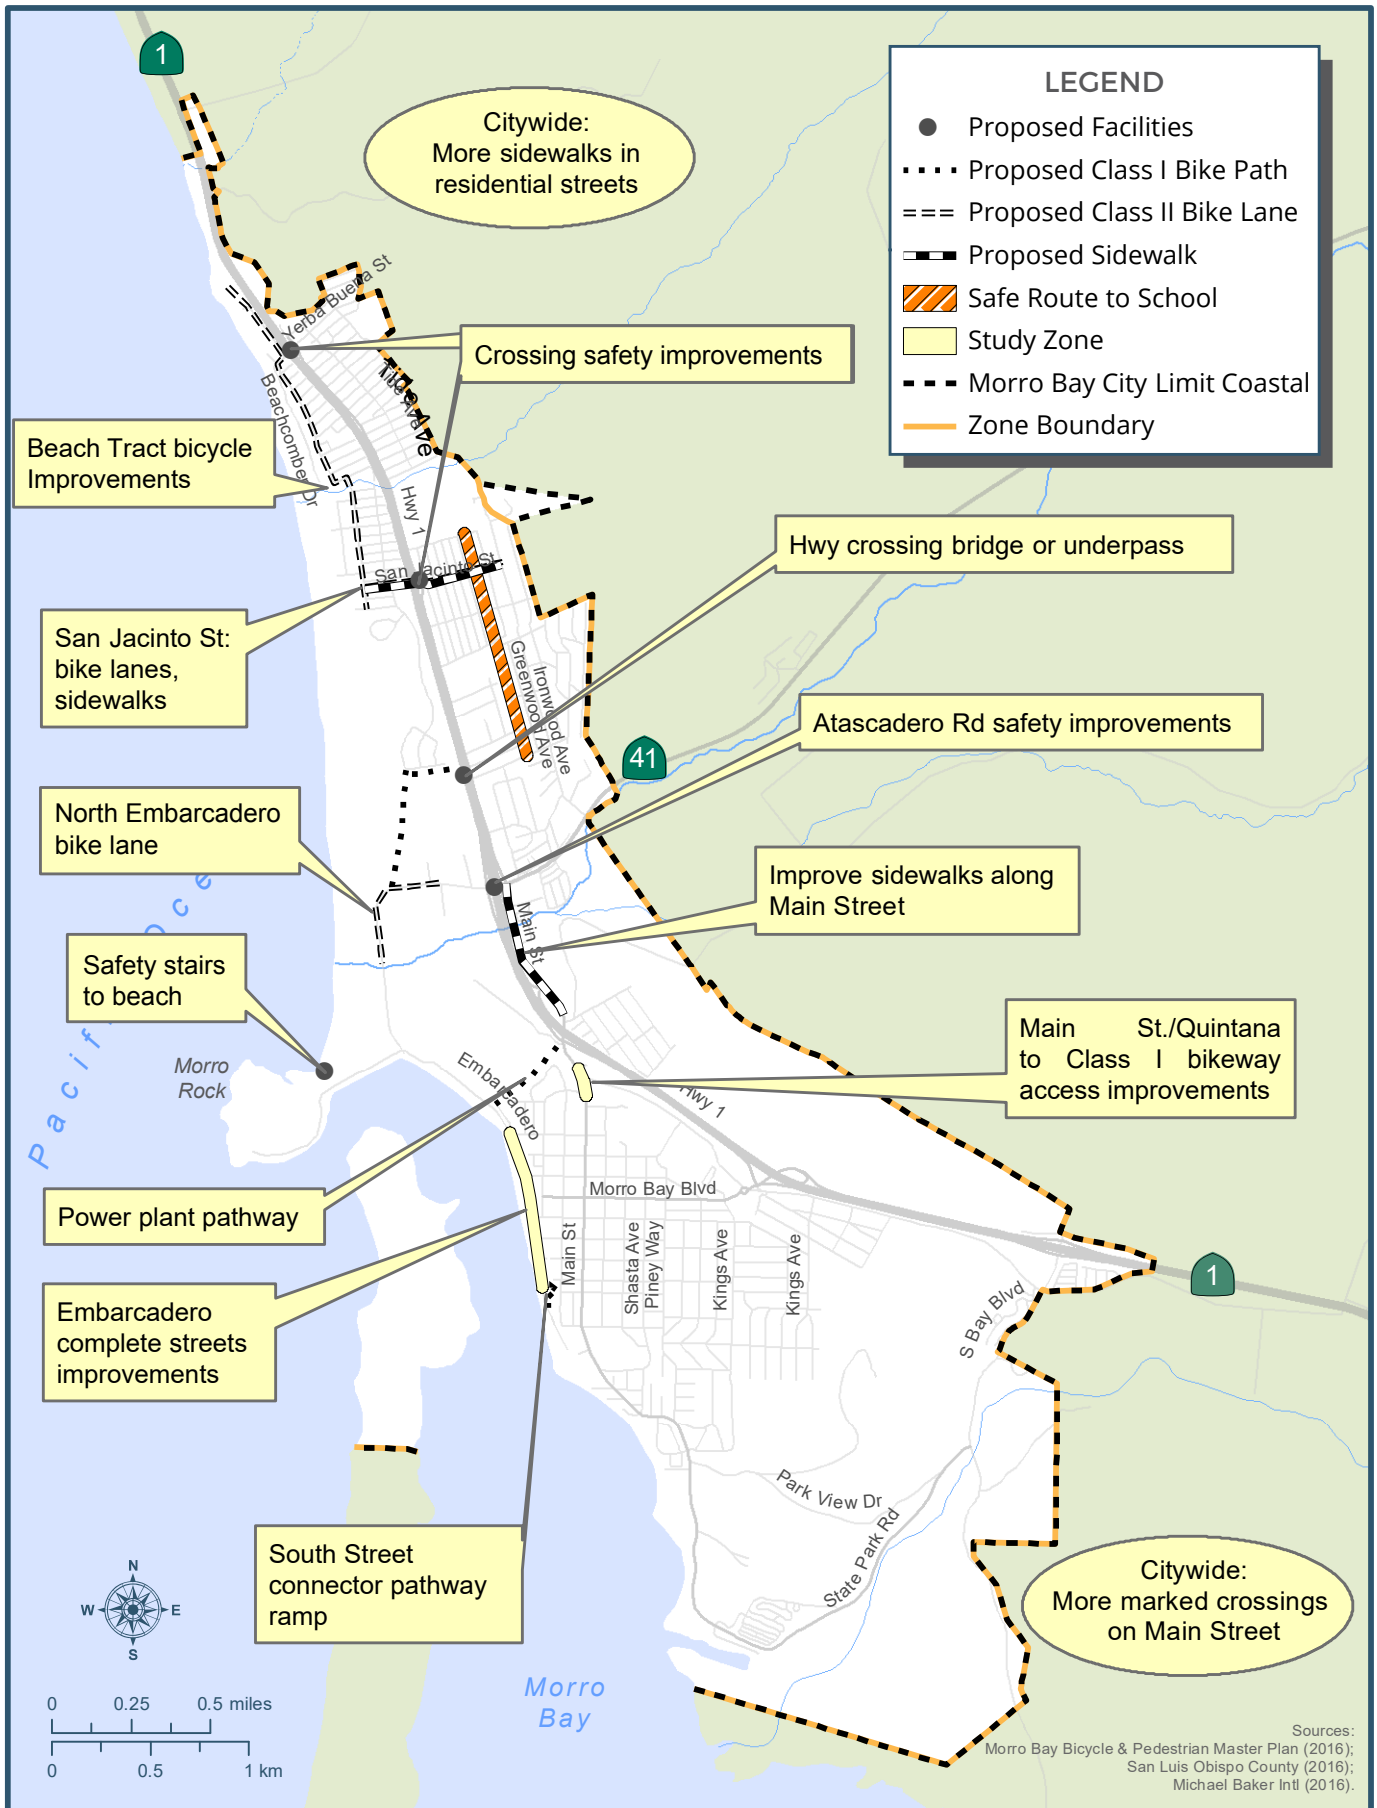 1
LEGEND
Proposed Facilities
Proposed Class I Bike Path
Proposed Class II Bike Lane
Proposed Sidewalk
Safe Route to School
Study Zone
Morro Bay City Limit Coastal
Zone Boundary
Citywide:
More sidewalks in
residential streets
Yerba Buena St
Crossing safety improvements
Tide Ave
Tide Ave
Beachcomber Dr
Beach Tract bicycle
Improvements
Hwy 1
Hwy crossing bridge or underpass
San Jacinto St
San Jacinto St:
bike lanes,
sidewalks
Ironwood Ave
Greenwood Ave
Atascadero Rd safety improvements
41
North Embarcadero
bike lane
Improve sidewalks along
Main Street
Main St
Pacific Oce
Safety stairs
to beach
Morro
Rock
Main St./Quintana
to Class I bikeway
access improvements
Embarcadero
Hwy 1
Power plant pathway
Morro Bay Blvd
Main St
Shasta Ave
Piney Way
Kings Ave
Kings Ave
1
S Bay Blvd
Embarcadero
complete streets
improvements
Park View Dr
State Park Rd
South Street
connector pathway
ramp
Citywide:
More marked crossings
on Main Street
N
W E
S
Morro
Bay
0 0.25 0.5 miles
0 0.5 1 km
Sources:
Morro Bay Bicycle & Pedestrian Master Plan (2016);
San Luis Obispo County (2016);
Michael Baker Intl (2016).